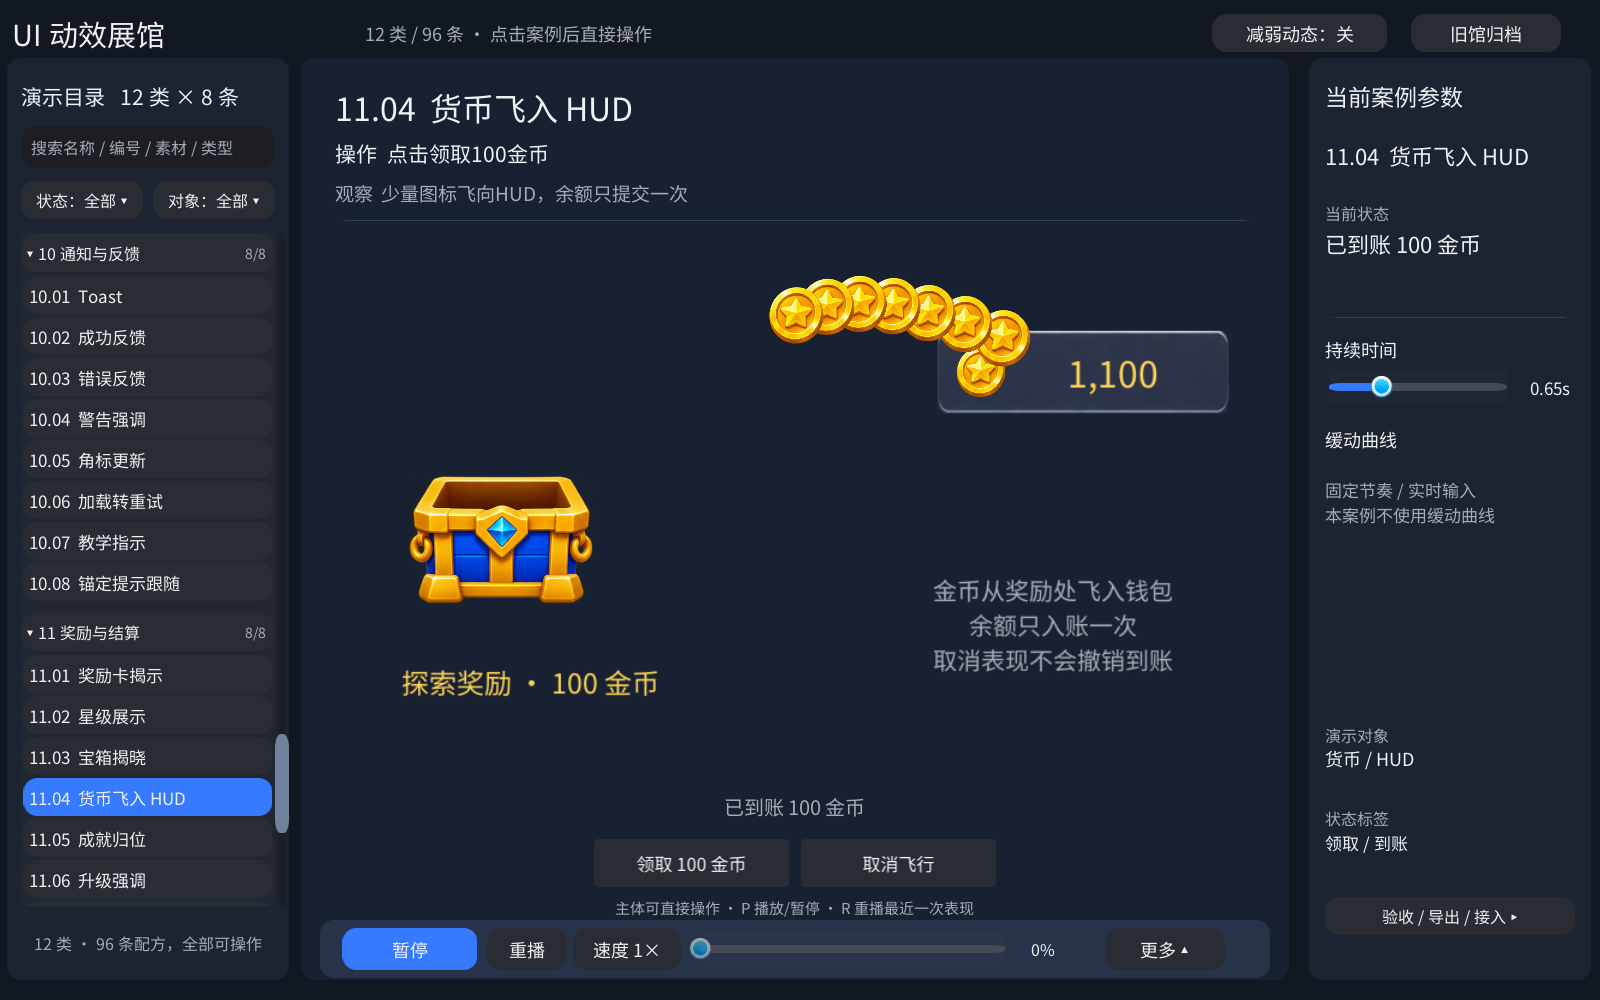 UI 动效展馆
12 类 / 96 条 · 点击案例后直接操作
减弱动态：关
旧馆归档
演示目录 12 类 × 8 条
搜索名称 / 编号 / 素材 / 类型
状态：全部 ▾
对象：全部 ▾
▾ 10 通知与反馈 8/8
10.01 Toast
10.02 成功反馈
10.03 错误反馈
10.04 警告强调
10.05 角标更新
10.06 加载转重试
10.07 教学指示
10.08 锚定提示跟随
▾ 11 奖励与结算 8/8
11.01 奖励卡揭示
11.02 星级展示
11.03 宝箱揭晓
11.04 货币飞入 HUD
11.05 成就归位
11.06 升级强调
12 类 · 96 条配方，全部可操作
11.04 货币飞入 HUD
操作 点击领取100金币
观察 少量图标飞向HUD，余额只提交一次
1,100
金币从奖励处飞入钱包
余额只入账一次
取消表现不会撤销到账
探索奖励 · 100 金币
已到账 100 金币
领取 100 金币
取消飞行
主体可直接操作 · P 播放/暂停 · R 重播最近一次表现
暂停
重播
速度 1×
0%
更多 ▴
当前案例参数
11.04 货币飞入 HUD
当前状态
已到账 100 金币
持续时间
0.65s
缓动曲线
固定节奏 / 实时输入
本案例不使用缓动曲线
演示对象
货币 / HUD
状态标签
领取 / 到账
验收 / 导出 / 接入 ▸